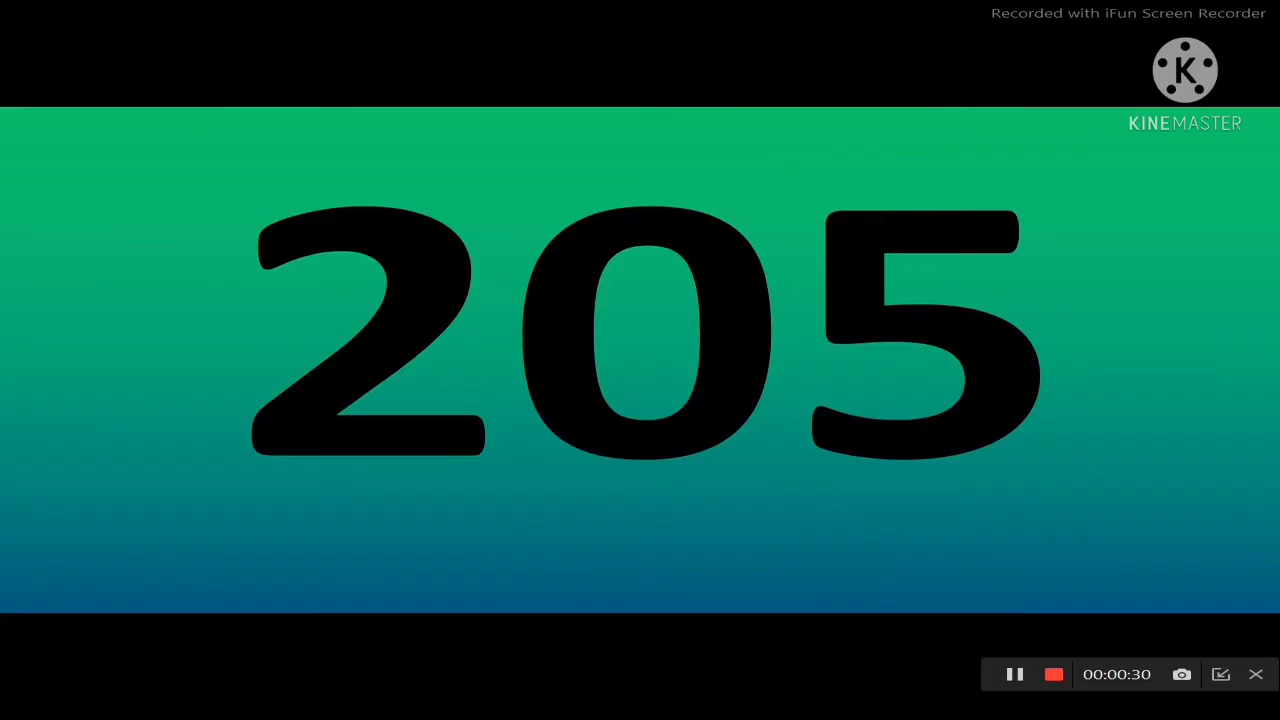 Recorded with iFun Screen Recorder
K
KINEMASTER
205
00:00:30